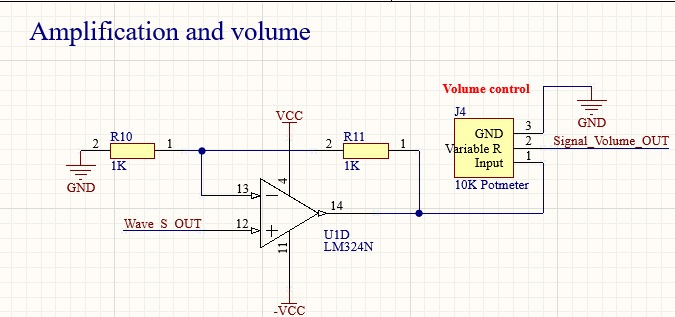 Amplification and volume
Volume control
VCC
J4
GND
3
GND
R10
R11
Variable R
2
Signal_Volume_OUT
2
1
2
1
Input
1
1K
1K
10K Potmeter
GND
4
13
14
Wave_S_OUT
12
U1D
LM324N
11
-VCC